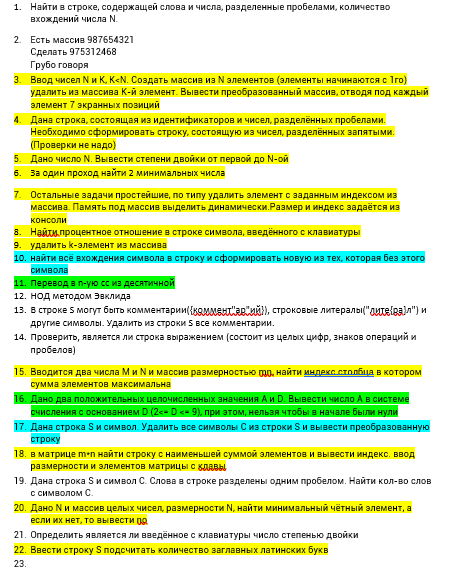 1. Найти в строке, содержащей слова и числа, разделенные пробелами, количество
вхождений числа N.
2. Есть массив 987654321
Сделать 975312468
Грубо говоря
3. Ввод чисел N и K, K<N. Создать массив из N элементов (элементы начинаются с 1го)
удалить из массива K-й элемент. Вывести преобразованный массив, отводя под каждый
элемент 7 экранных позиций
4. Дана строка, состоящая из идентификаторов и чисел, разделённых пробелами.
Необходимо сформировать строку, состоящую из чисел, разделённых запятыми.
(Проверки не надо)
5. Дано число N. Вывести степени двойки от первой до N-ой
6. За один проход найти 2 минимальных числа
7. Остальные задачи простейшие, по типу удалить элемент с заданным индексом из
массива. Память под массив выделить динамически.Размер и индекс задаётся из
консоли
8. Найти процентное отношение в строке символа, введённого с клавиатуры
9. удалить k-элемент из массива
10. найти всё вхождения символа в строку и сформировать новую из тех, которая без этого
символа
11. Перевод в n-ую сс из десятичной
12. НОД методом Эвклида
13. В строке S могут быть комментарии({коммент"ар"ий}), строковые литералы("лите{ра}л") и
другие символы. Удалить из строки S все комментарии.
14. Проверить, является ли строка выражением (состоит из целых цифр, знаков операций и
пробелов)
15. Вводится два числа M и N и массив размерностью nm, найти индекс столбца в котором
сумма элементов максимальна
16. Дано два положительных целочисленных значения A и D. Вывести число A в системе
счисления с основанием D (2<= D <= 9), при этом, нельзя чтобы в начале были нули
17. Дана строка S и символ. Удалить все символы C из строки S и вывести преобразованную
строку
18. в матрице m*n найти строку с наименьшей суммой элементов и вывести индекс. ввод
размерности и элементов матрицы с клавы
19. Дана строка S и символ C. Слова в строке разделены одним пробелом. Найти кол-во слов
с символом C.
20. Дано N и массив целых чисел, размерности N, найти минимальный чётный элемент, а
если их нет, то вывести no
21. Определить является ли введённое с клавиатуры число степенью двойки
22. Ввести строку S подсчитать количество заглавных латинских букв
23.